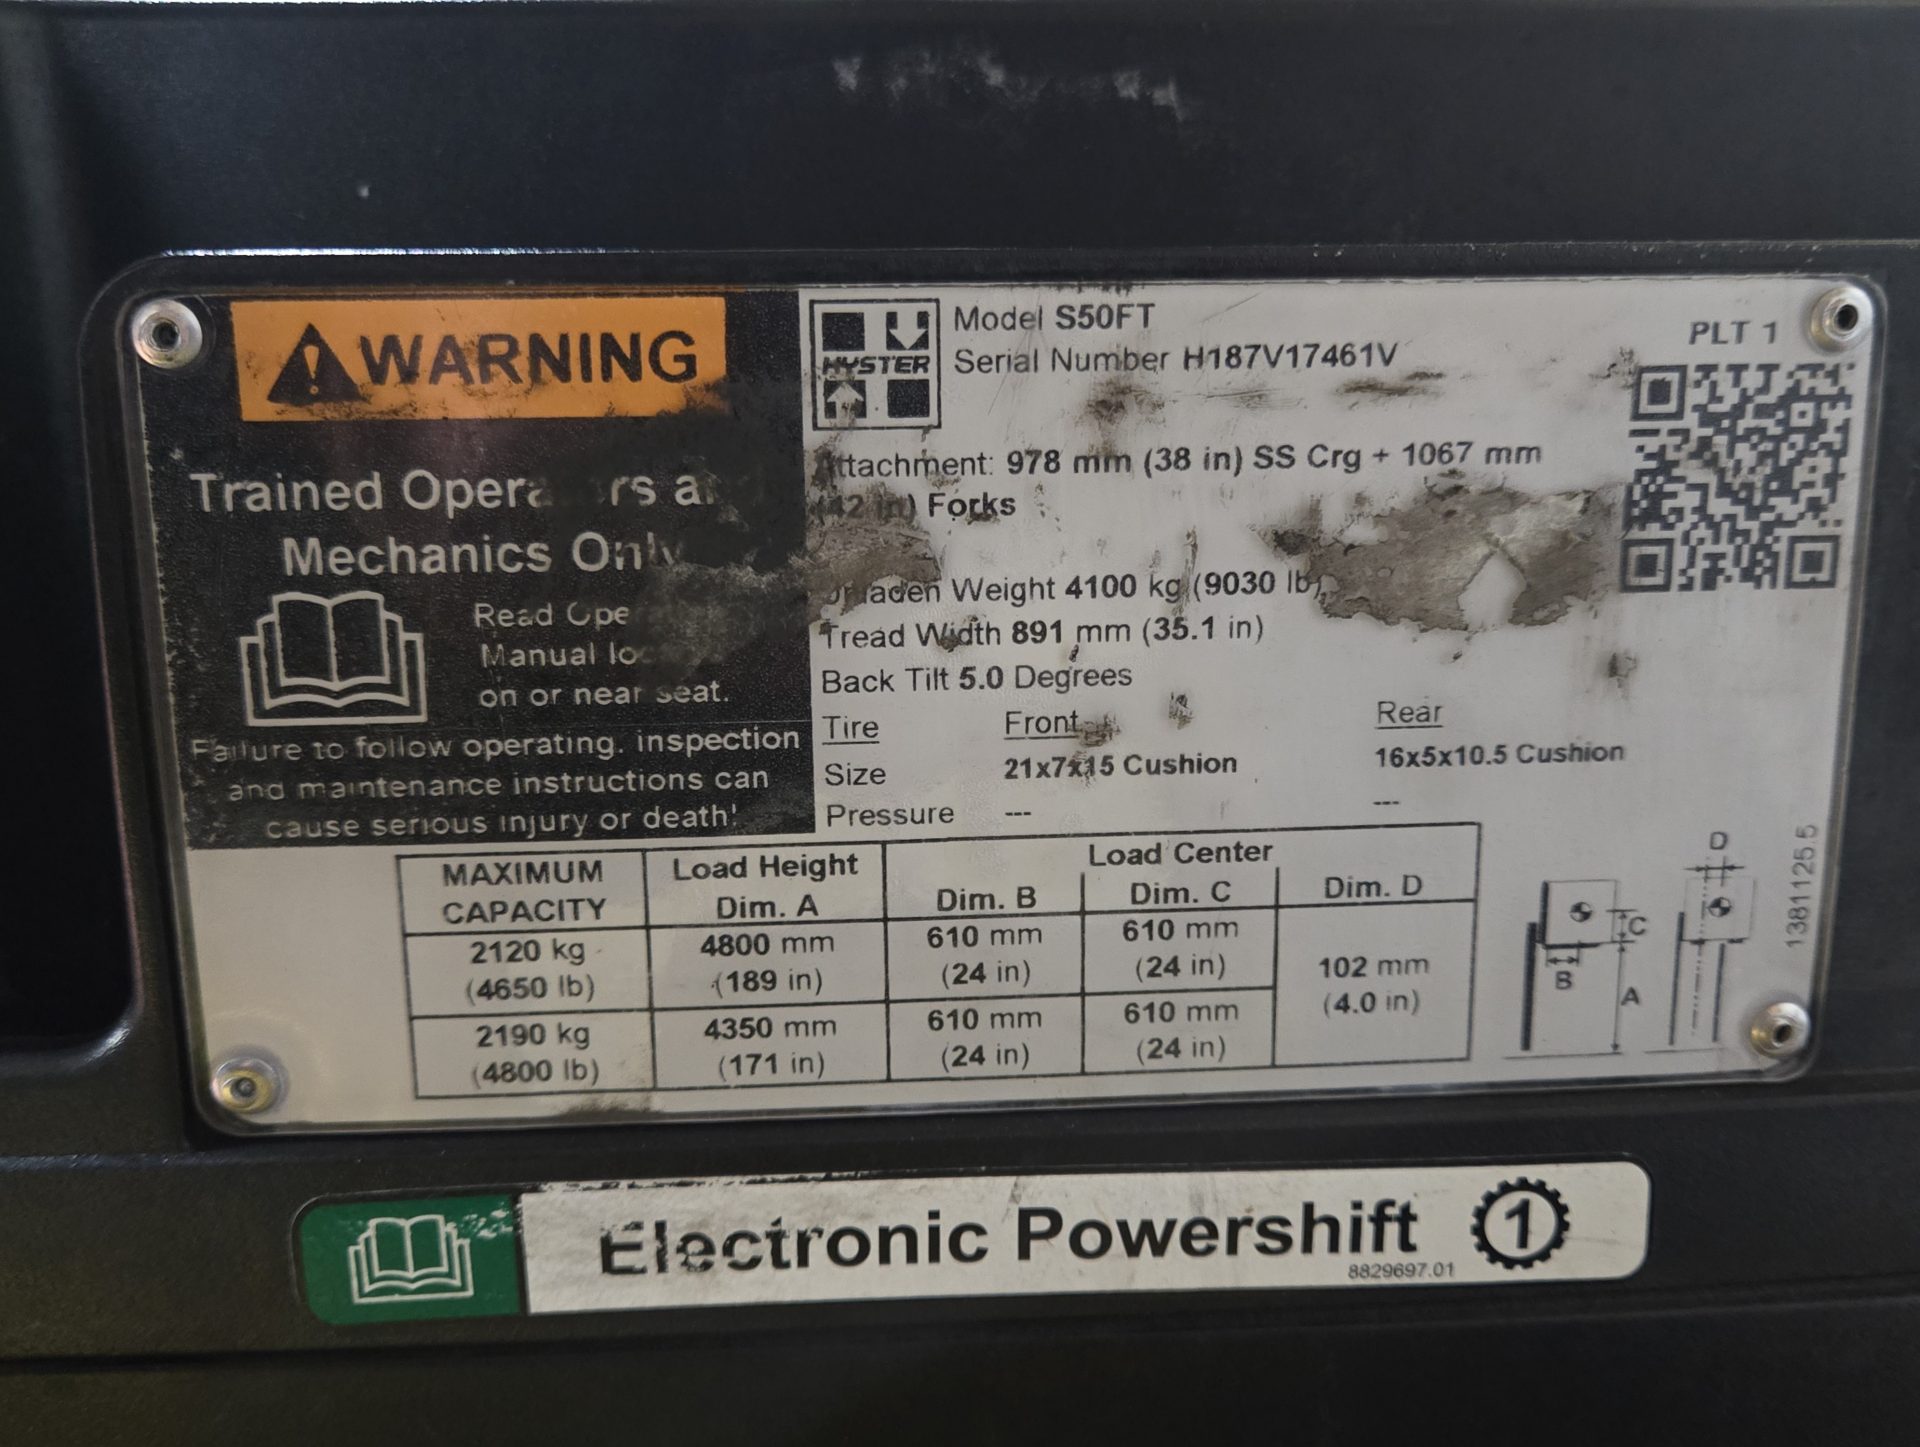 WARNING
Trained Operators and
Mechanics Only
Read
Manual
on or near seat.
Failure to follow operating, inspection
and maintenance instructions can
cause serious injury or death!
HYSTER
Model S50FT
Serial Number H187V17461V
PLT 1
Attachment: 978 mm (38 in) SS Crg + 1067 mm
(42 in) Forks
Unladen Weight 4100 kg (9030 lb)
Tread Width 891 mm (35.1 in)
Back Tilt 5.0 Degrees
Tire Front Rear
Size 21x7x15 Cushion 16x5x10.5 Cushion
Pressure --- ---
MAXIMUM CAPACITY Load Height Dim. A Load Center
Dim. B Dim. C Dim. D
2120 kg 4800 mm 610 mm 610 mm
(4650 lb) (189 in) (24 in) (24 in)
102 mm
(4.0 in)
2190 kg 4350 mm 610 mm 610 mm
(4800 lb) (171 in) (24 in) (24 in)
D
C
B
A
1381125.5
Electronic Powershift 1
8829697.01